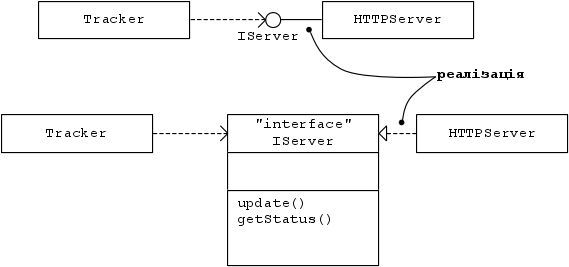 Tracker
HTTPServer
IServer
реалізація
Tracker
"interface"
IServer
HTTPServer
update()
getStatus()